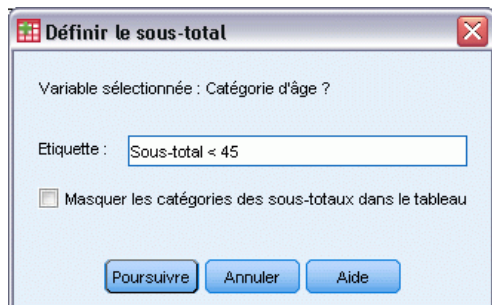 Définir le sous-total
Variable sélectionnée : Catégorie d'âge ?
Etiquette : Sous-total < 45
Masquer les catégories des sous-totaux dans le tableau
Poursuivre Annuler Aide